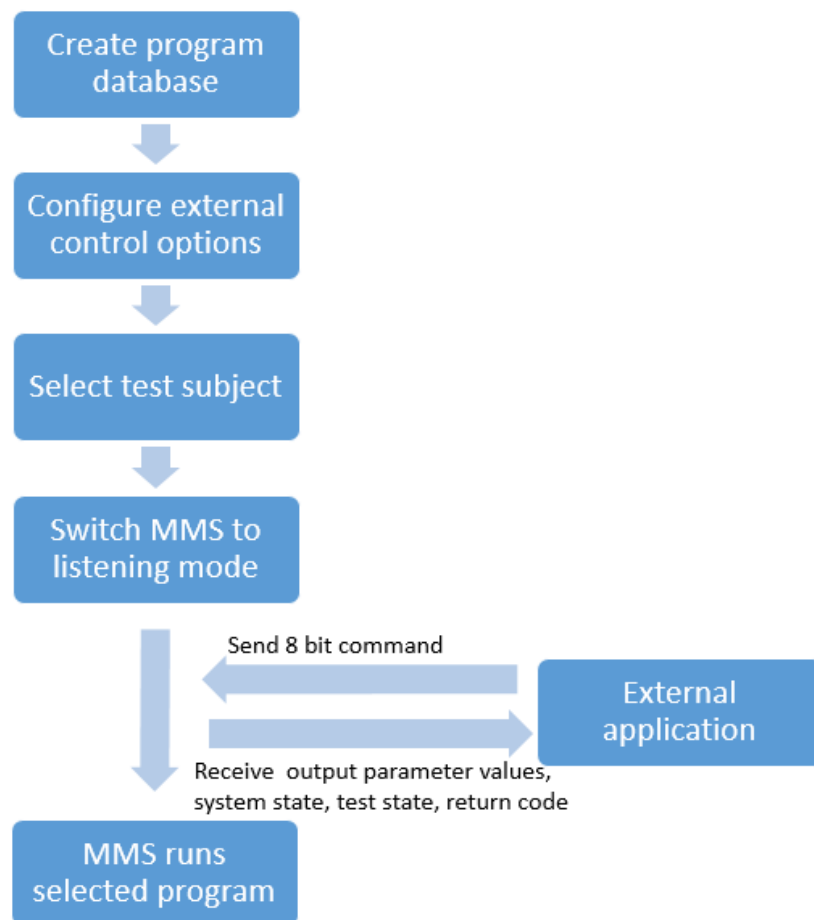 Create program
database
Configure external
control options
Select test subject
Switch MMS to
listening mode
Send 8 bit command
External
application
Receive output parameter values,
system state, test state, return code
MMS runs
selected program